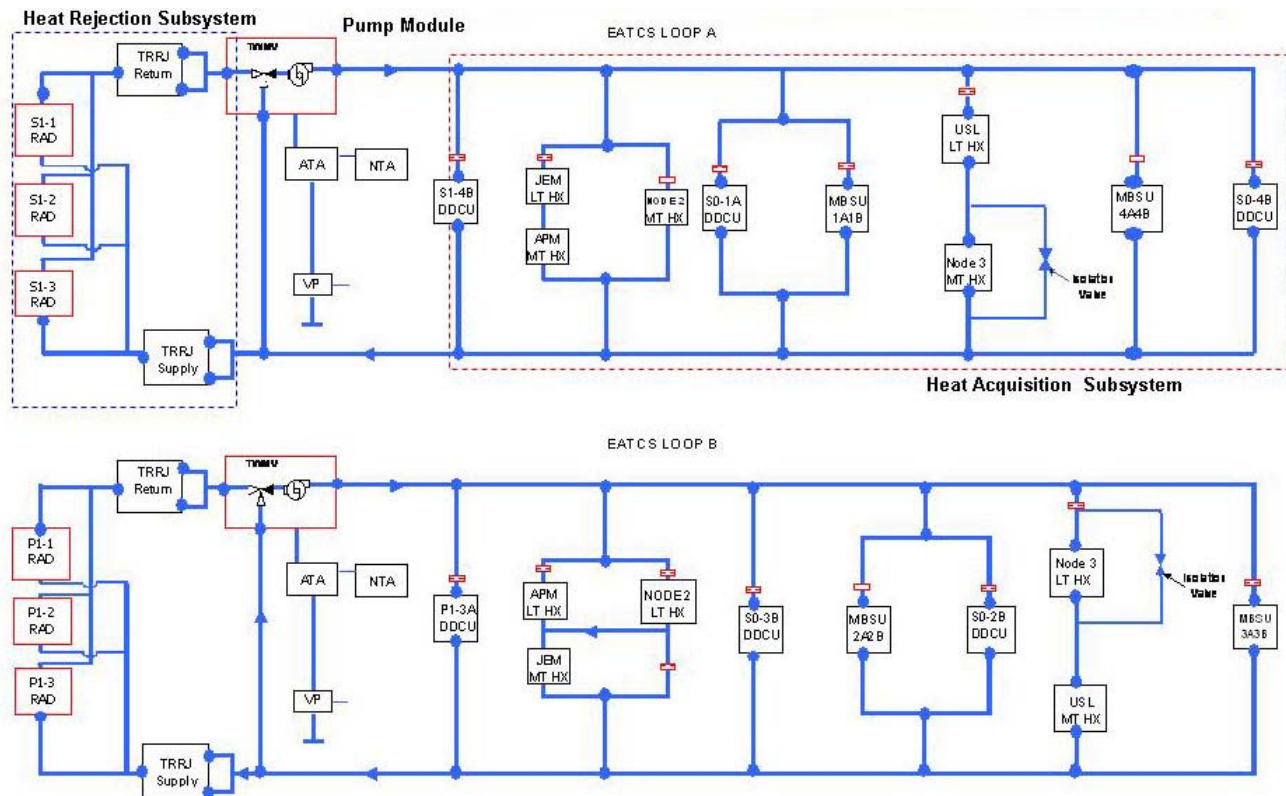 Heat Rejection Subsystem
Pump Module
EATCS LOOP A
TRRJ
Return
S1-1
RAD
S1-2
RAD
S1-3
RAD
TRRJ
Supply
ATA
NTA
VP
S1-4B
DDCU
JEM
LT HX
APM
MT HX
NODE2
MT HX
S0-1A
DDCU
MBSU
1A1B
USL
LT HX
Node 3
MT HX
Isolation
Valve
MBSU
4A4B
S0-4B
DDCU
Heat Acquisition Subsystem
EATCS LOOP B
TRRJ
Return
P1-1
RAD
P1-2
RAD
P1-3
RAD
TRRJ
Supply
ATA
NTA
VP
P1-3A
DDCU
APM
LT HX
JEM
MT HX
NODE2
LT HX
S0-3B
DDCU
MBSU
2A2B
S0-2B
DDCU
Node 3
LT HX
USL
MT HX
Isolation
Valve
MBSU
3A3B